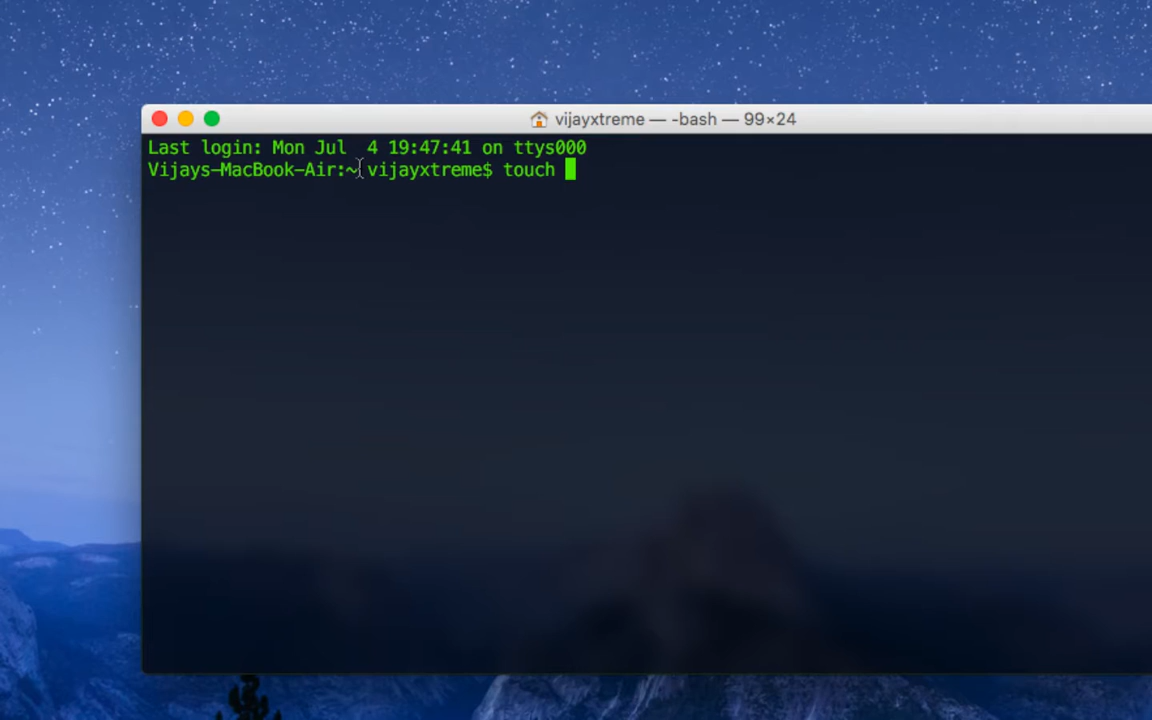 vijayxtreme — -bash — 99×24
Last login: Mon Jul  4 19:47:41 on ttys000
Vijays-MacBook-Air:~ vijayxtreme$ touch